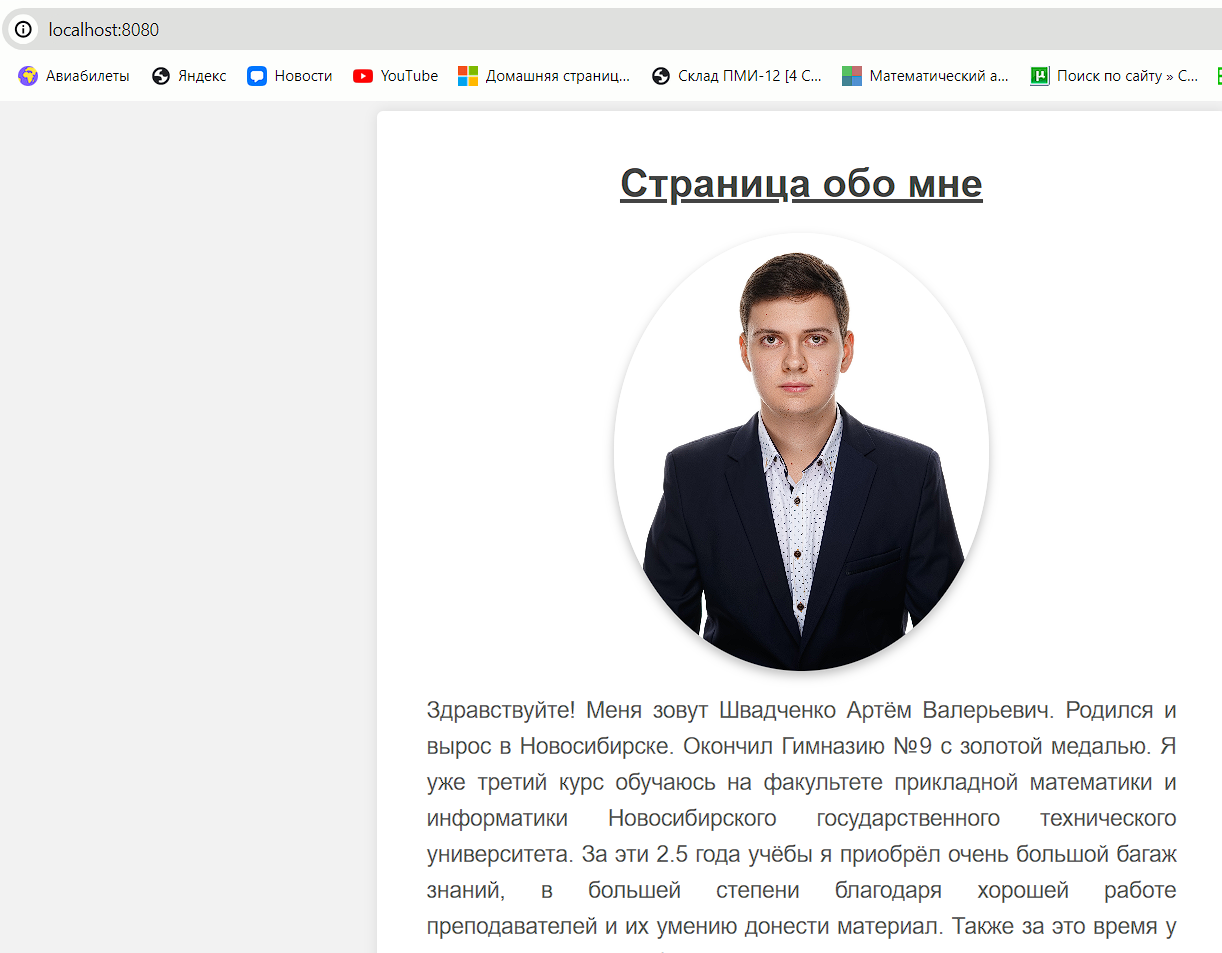 localhost:8080
Авиабилеты Яндекс Новости YouTube Домашняя страниц... Склад ПМИ-12 [4 С... Математический а... Поиск по сайту » С...
Страница обо мне
Здравствуйте! Меня зовут Швадченко Артём Валерьевич. Родился и
вырос в Новосибирске. Окончил Гимназию №9 с золотой медалью. Я
уже третий курс обучаюсь на факультете прикладной математики и
информатики Новосибирского государственного технического
университета. За эти 2.5 года учёбы я приобрёл очень большой багаж
знаний, в большей степени благодаря хорошей работе
преподавателей и их умению донести материал. Также за это время у